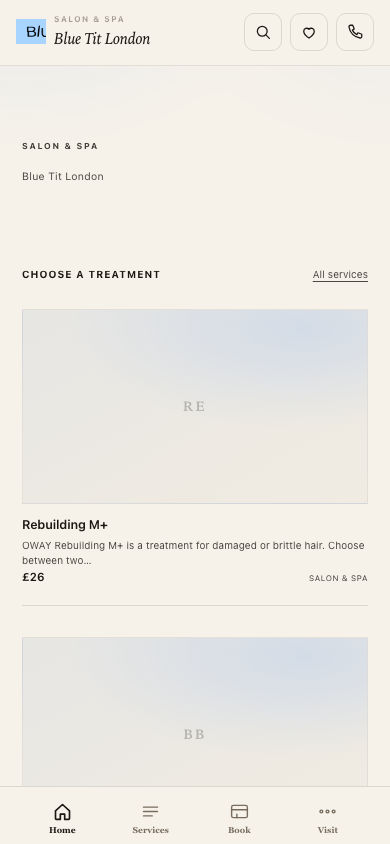 SALON & SPA
Blue Tit London
SALON & SPA
Blue Tit London
CHOOSE A TREATMENT
All services
RE
Rebuilding M+
OWAY Rebuilding M+ is a treatment for damaged or brittle hair. Choose
between two...
£26
SALON & SPA
BB
Home
Services
Book
Visit